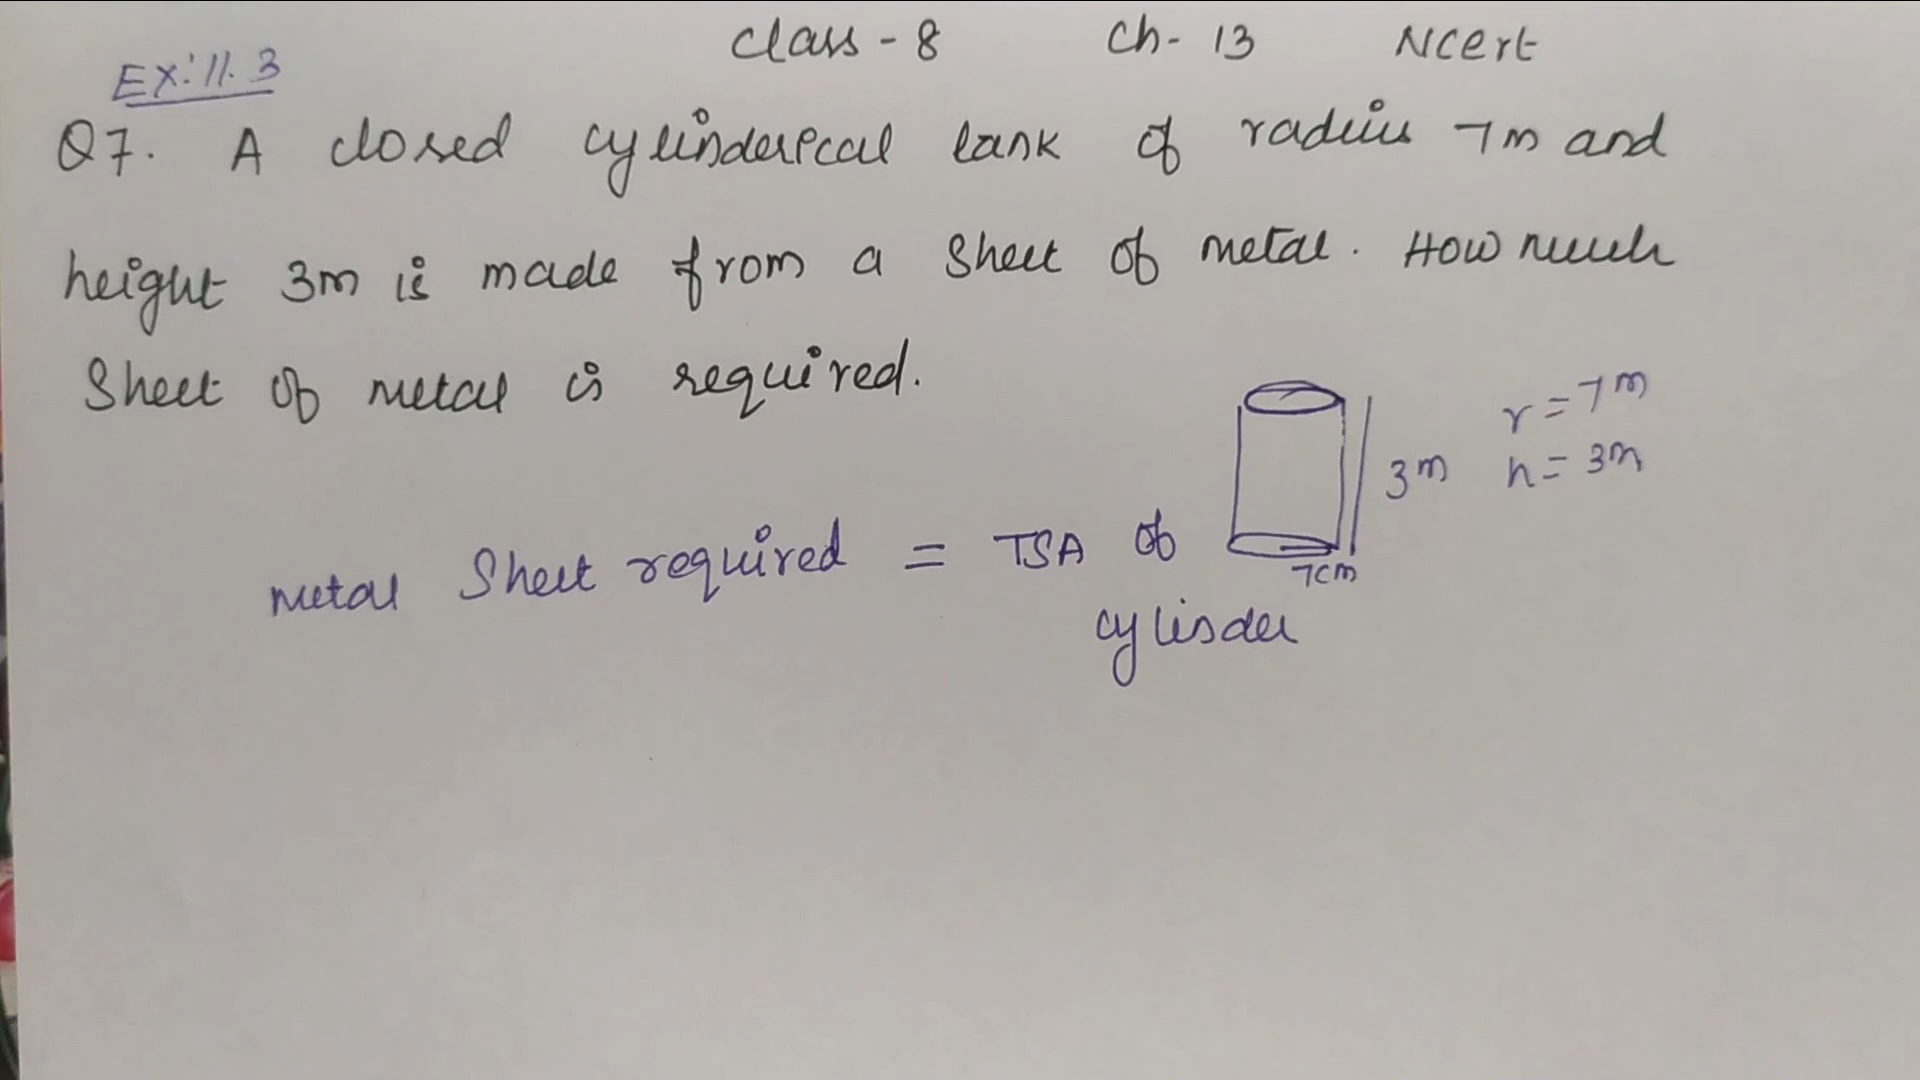 Class - 8 Ch- 13 NCert
Ex: 11.3
Q7. A closed cylinderical tank of radius 7m and
height 3m is made from a sheet of metal. How much
Sheet of metal is required.
r = 7m
3m h = 3m
metal Sheet required = TSA of
7cm
cylinder